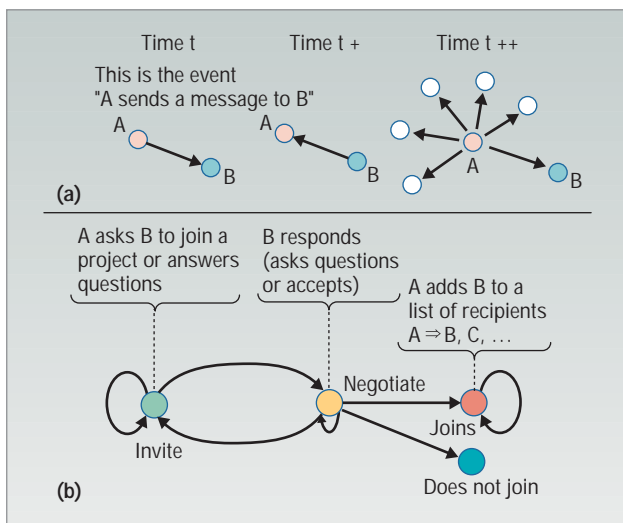 Time t
Time t +
Time t ++
This is the event
"A sends a message to B"
A
B
A
B
A
B
(a)
A asks B to join a
project or answers
questions
B responds
(asks questions
or accepts)
A adds B to a
list of recipients
A ⇒ B, C, ...
Negotiate
Invite
Joins
Does not join
(b)